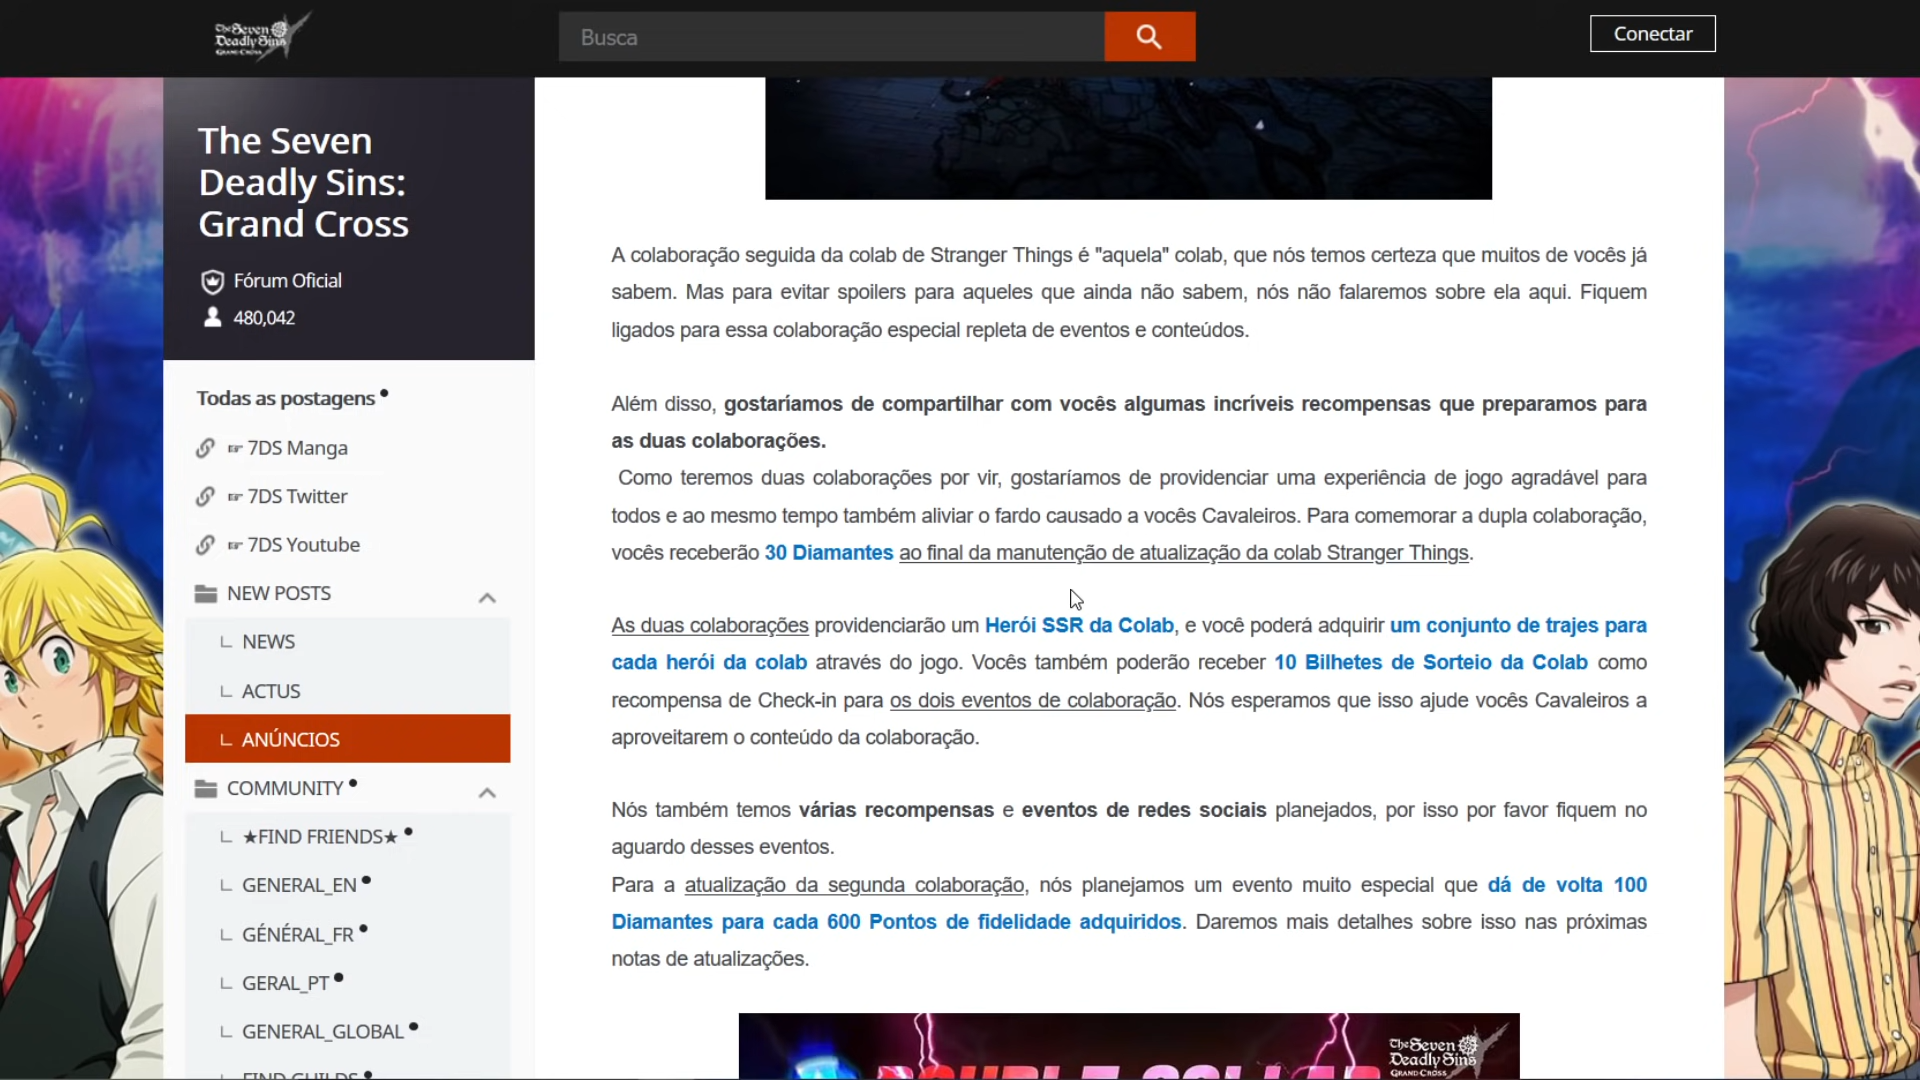 The Seven
Deadly Sins
GRAND CROSS
Busca
Conectar
The Seven
Deadly Sins:
Grand Cross
Fórum Oficial
480,042
Todas as postagens
☞ 7DS Manga
☞ 7DS Twitter
☞ 7DS Youtube
NEW POSTS
NEWS
ACTUS
ANÚNCIOS
COMMUNITY
★FIND FRIENDS★
GENERAL_EN
GÉNÉRAL_FR
GERAL_PT
GENERAL_GLOBAL
FIND GUILDS
A colaboração seguida da colab de Stranger Things é "aquela" colab, que nós temos certeza que muitos de vocês já
sabem. Mas para evitar spoilers para aqueles que ainda não sabem, nós não falaremos sobre ela aqui. Fiquem
ligados para essa colaboração especial repleta de eventos e conteúdos.
Além disso, gostaríamos de compartilhar com vocês algumas incríveis recompensas que preparamos para
as duas colaborações.
Como teremos duas colaborações por vir, gostaríamos de providenciar uma experiência de jogo agradável para
todos e ao mesmo tempo também aliviar o fardo causado a vocês Cavaleiros. Para comemorar a dupla colaboração,
vocês receberão 30 Diamantes ao final da manutenção de atualização da colab Stranger Things.
As duas colaborações providenciarão um Herói SSR da Colab, e você poderá adquirir um conjunto de trajes para
cada herói da colab através do jogo. Vocês também poderão receber 10 Bilhetes de Sorteio da Colab como
recompensa de Check-in para os dois eventos de colaboração. Nós esperamos que isso ajude vocês Cavaleiros a
aproveitarem o conteúdo da colaboração.
Nós também temos várias recompensas e eventos de redes sociais planejados, por isso por favor fiquem no
aguardo desses eventos.
Para a atualização da segunda colaboração, nós planejamos um evento muito especial que dá de volta 100
Diamantes para cada 600 Pontos de fidelidade adquiridos. Daremos mais detalhes sobre isso nas próximas
notas de atualizações.
The Seven
Deadly Sins
GRAND CROSS
DOUBLE COLLAB